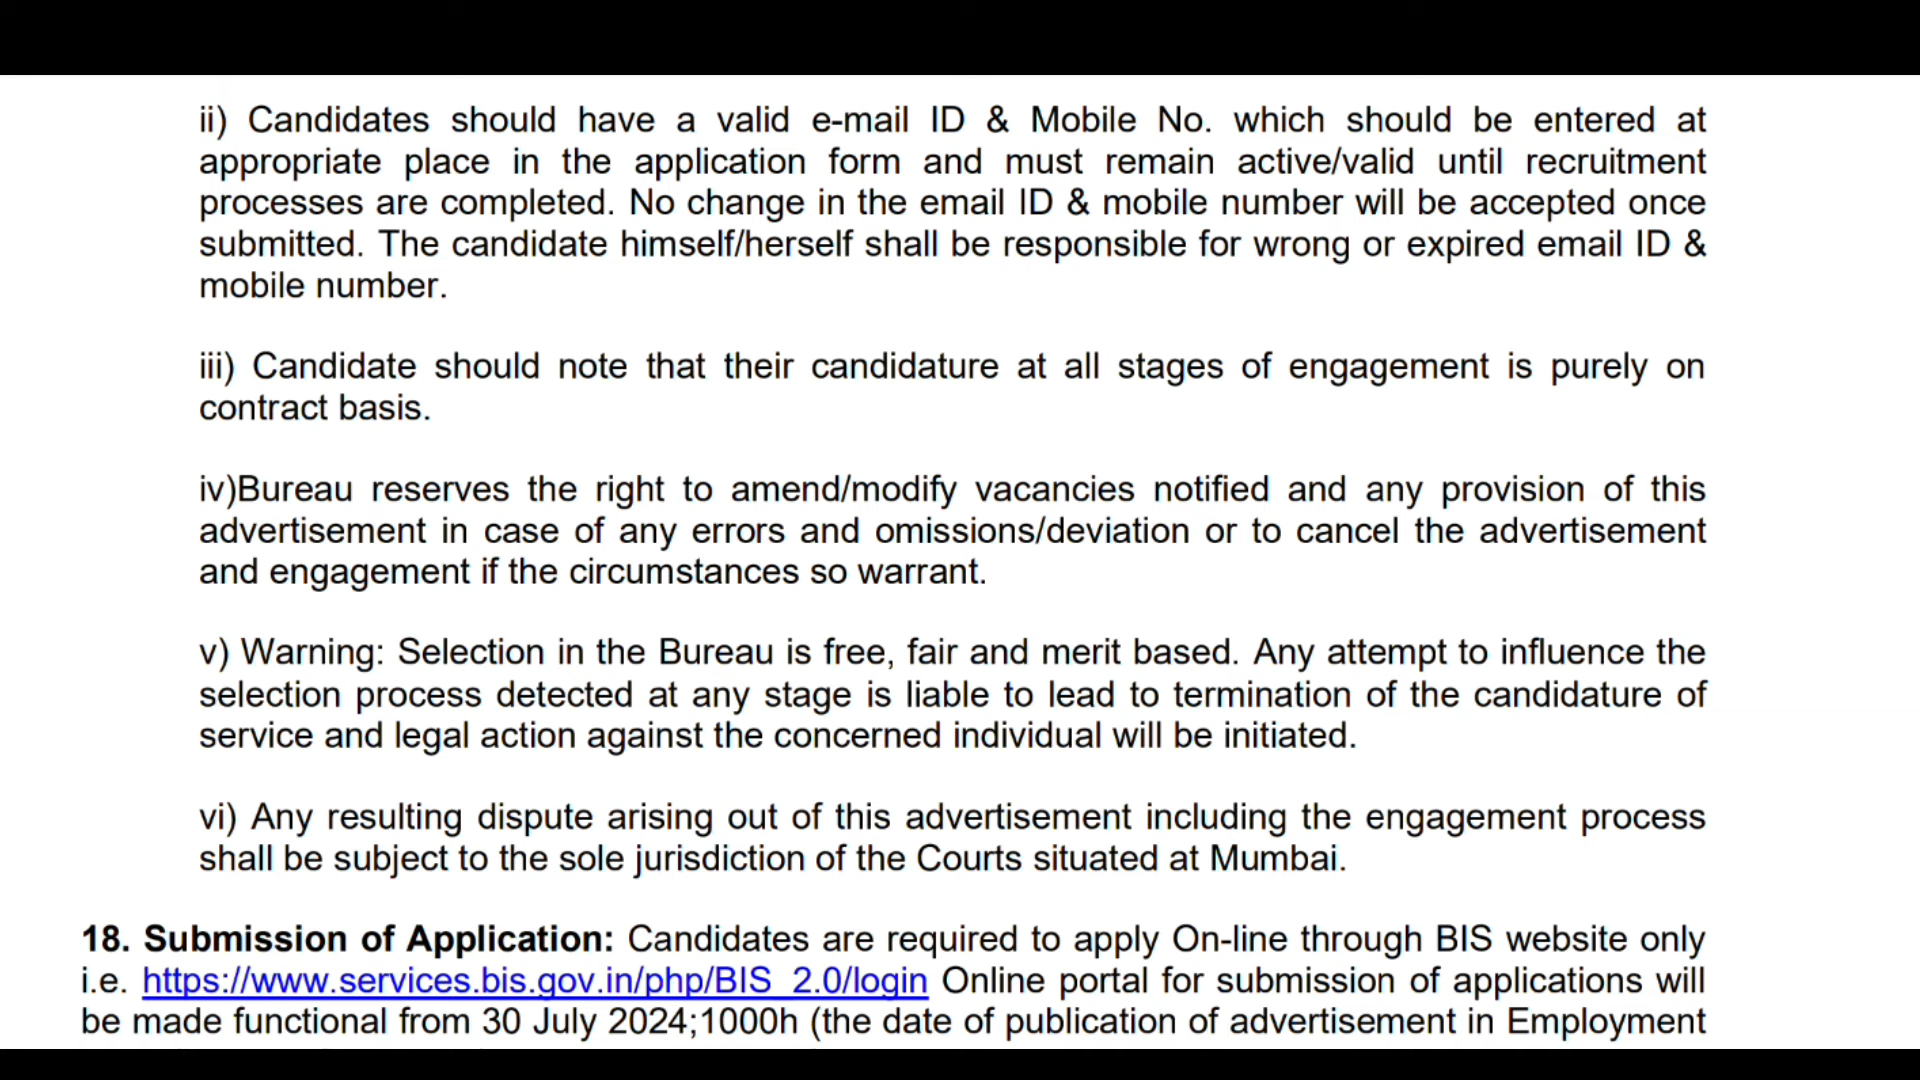 ii) Candidates should have a valid e-mail ID & Mobile No. which should be entered at
appropriate place in the application form and must remain active/valid until recruitment
processes are completed. No change in the email ID & mobile number will be accepted once
submitted. The candidate himself/herself shall be responsible for wrong or expired email ID &
mobile number.
iii) Candidate should note that their candidature at all stages of engagement is purely on
contract basis.
iv)Bureau reserves the right to amend/modify vacancies notified and any provision of this
advertisement in case of any errors and omissions/deviation or to cancel the advertisement
and engagement if the circumstances so warrant.
v) Warning: Selection in the Bureau is free, fair and merit based. Any attempt to influence the
selection process detected at any stage is liable to lead to termination of the candidature of
service and legal action against the concerned individual will be initiated.
vi) Any resulting dispute arising out of this advertisement including the engagement process
shall be subject to the sole jurisdiction of the Courts situated at Mumbai.
18. Submission of Application: Candidates are required to apply On-line through BIS website only
i.e. https://www.services.bis.gov.in/php/BIS_2.0/login Online portal for submission of applications will
be made functional from 30 July 2024;1000h (the date of publication of advertisement in Employment